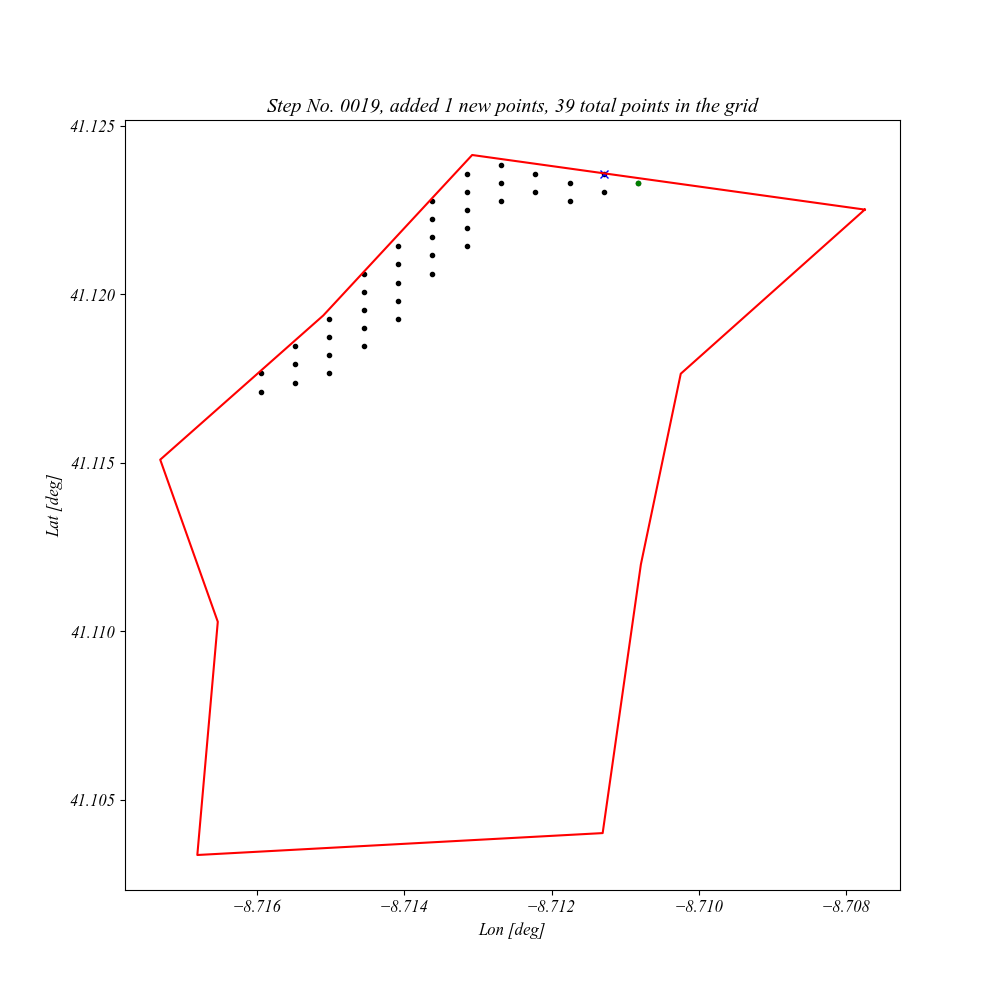 Step No. 0019, added 1 new points, 39 total points in the grid
41.125
41.120
41.115
Lat [deg]
41.110
41.105
−8.716 −8.714 −8.712 −8.710 −8.708
Lon [deg]